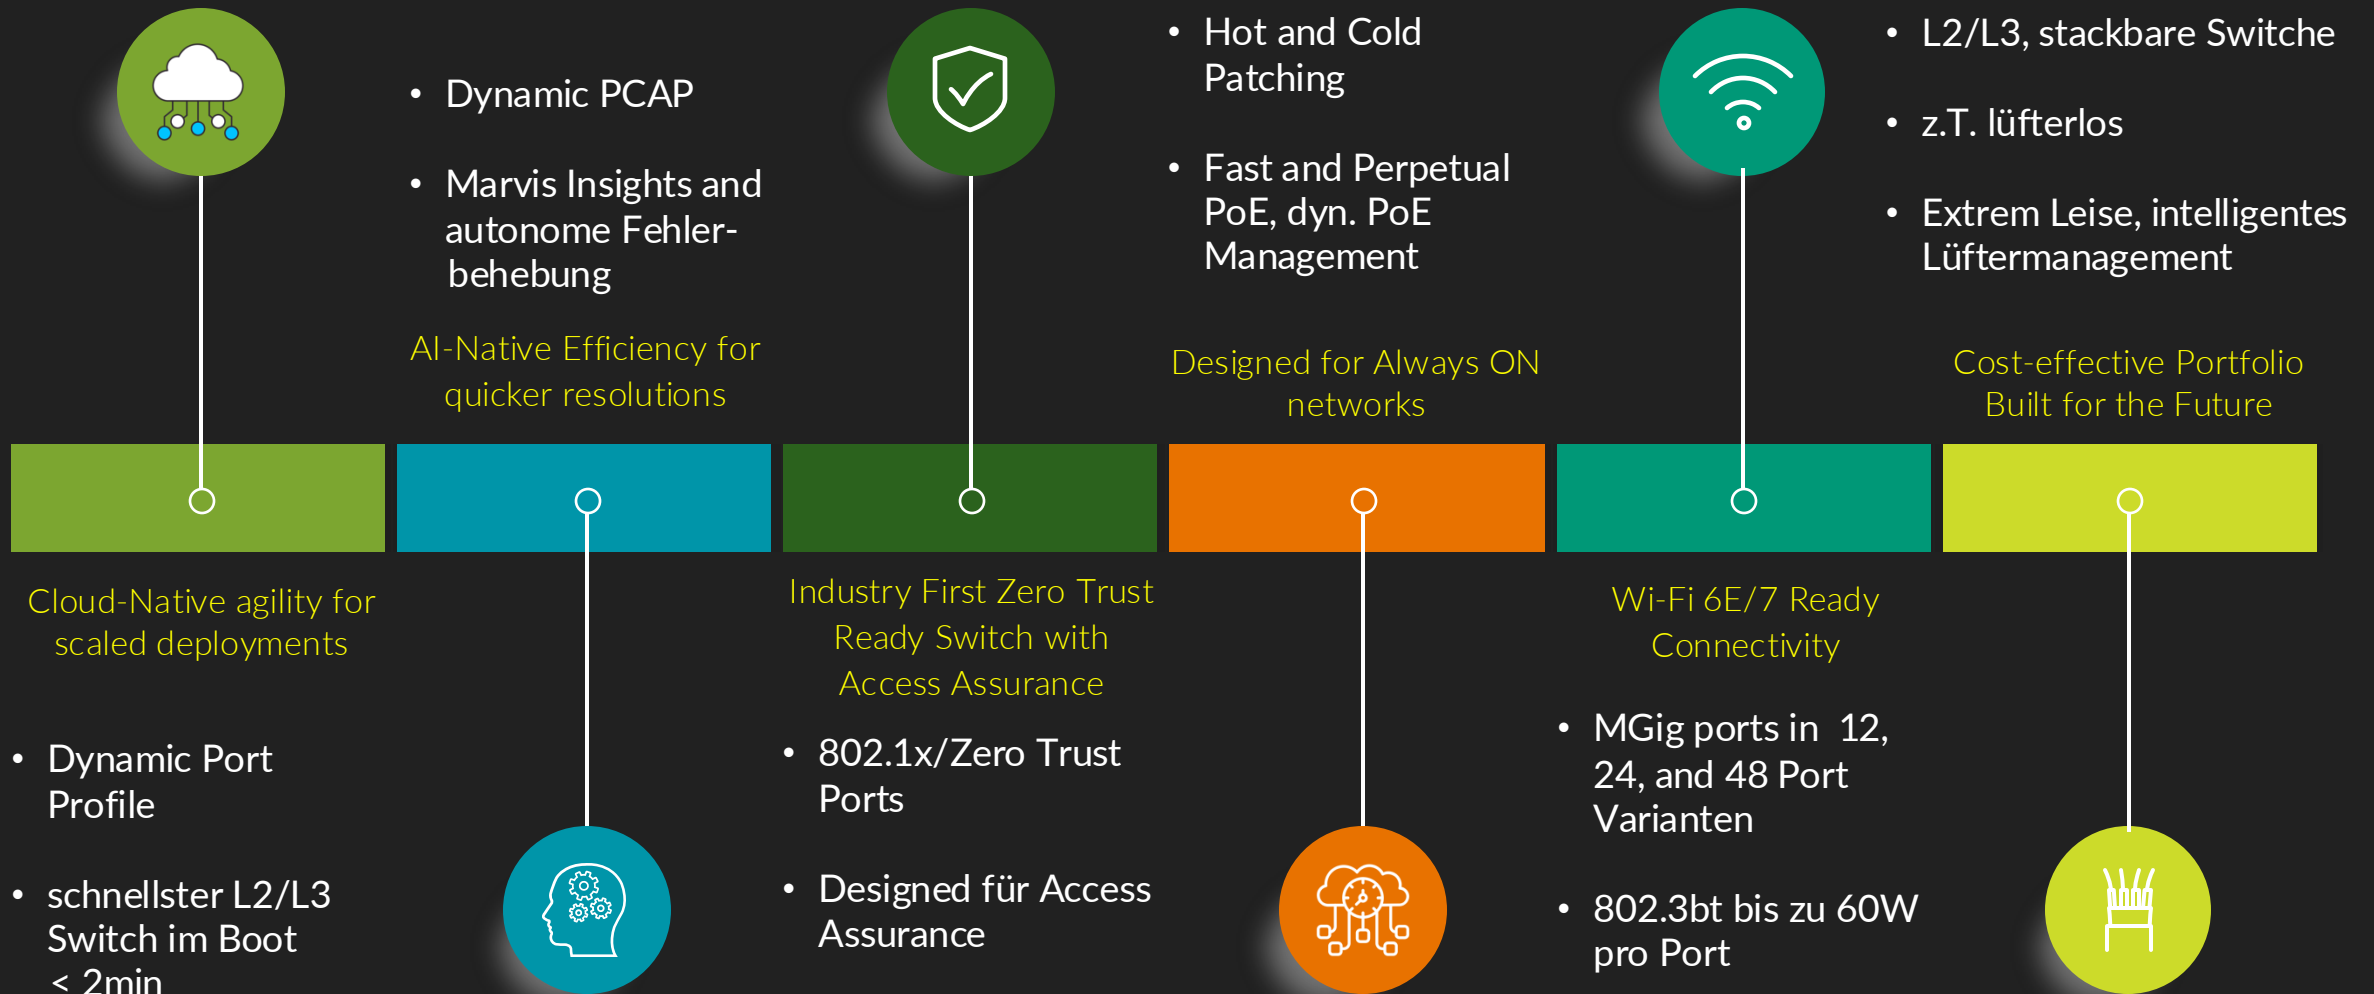 Cloud-Native agility for
scaled deployments
• Dynamic Port
Profile
• schnellster L2/L3
Switch im Boot
< 2min
• Dynamic PCAP
• Marvis Insights and
autonome Fehler-
behebung
AI-Native Efficiency for
quicker resolutions
Industry First Zero Trust
Ready Switch with
Access Assurance
• 802.1x/Zero Trust
Ports
• Designed für Access
Assurance
• Hot and Cold
Patching
• Fast and Perpetual
PoE, dyn. PoE
Management
Designed for Always ON
networks
Wi-Fi 6E/7 Ready
Connectivity
• MGig ports in 12,
24, and 48 Port
Varianten
• 802.3bt bis zu 60W
pro Port
• L2/L3, stackbare Switche
• z.T. lüfterlos
• Extrem Leise, intelligentes
Lüftermanagement
Cost-effective Portfolio
Built for the Future